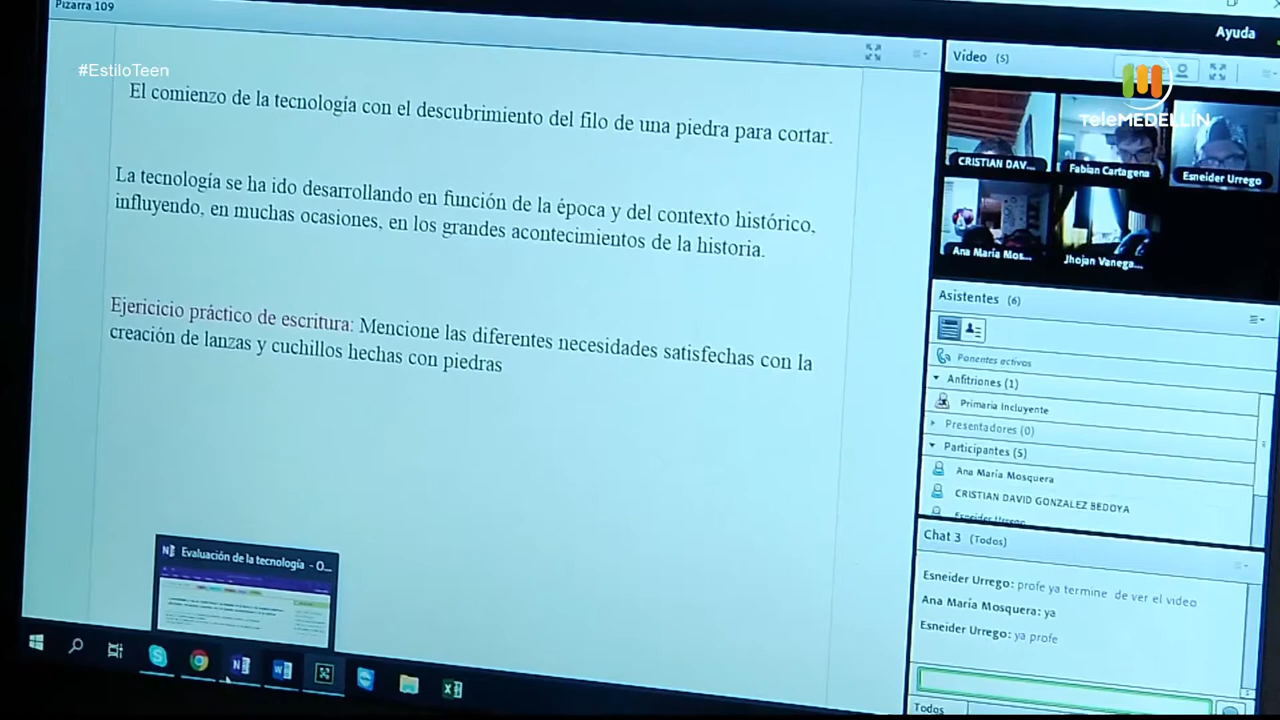 Pizarra 109
Ayuda
#EstiloTeen
El comienzo de la tecnología con el descubrimiento del filo de una piedra para cortar.
La tecnología se ha ido desarrollando en función de la época y del contexto histórico,
influyendo, en muchas ocasiones, en los grandes acontecimientos de la historia.
Ejericicio práctico de escritura: Mencione las diferentes necesidades satisfechas con la
creación de lanzas y cuchillos hechas con piedras
Evaluación de la tecnología - O...
Vídeo (5)
TeleMEDELLÍN
CRISTIAN DAV...
Fabian Cartagena
Esneider Urrego
Ana María Mos...
Jhojan Vanega...
Asistentes (6)
Ponentes activos
Anfitriones (1)
Primaria Incluyente
Presentadores (0)
Participantes (5)
Ana María Mosquera
CRISTIAN DAVID GONZALEZ BEDOYA
Esneider Urrego
Chat 3 (Todos)
Esneider Urrego: profe ya termine de ver el video
Ana María Mosquera: ya
Esneider Urrego: ya profe
Todos